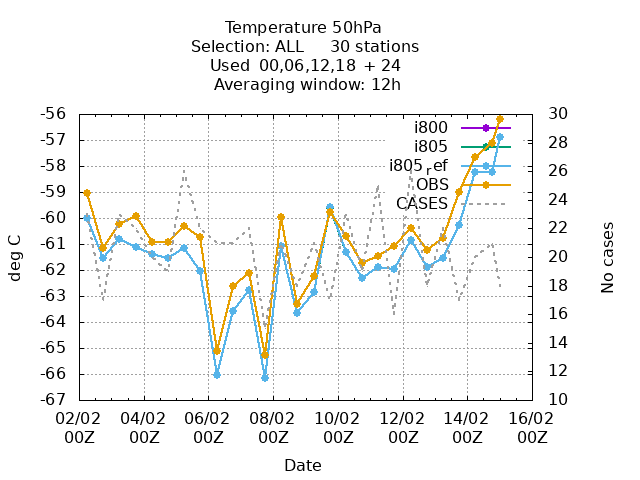 Temperature 50hPa
Selection: ALL 30 stations
Used 00,06,12,18 + 24
Averaging window: 12h
-56
-57
-58
-59
-60
-61
-62
-63
-64
-65
-66
-67
30
28
26
24
22
20
18
16
14
12
10
i800
i805
i805ref
OBS
CASES
deg C
No cases
02/02 04/02 06/02 08/02 10/02 12/02 14/02 16/02
00Z 00Z 00Z 00Z 00Z 00Z 00Z 00Z
Date